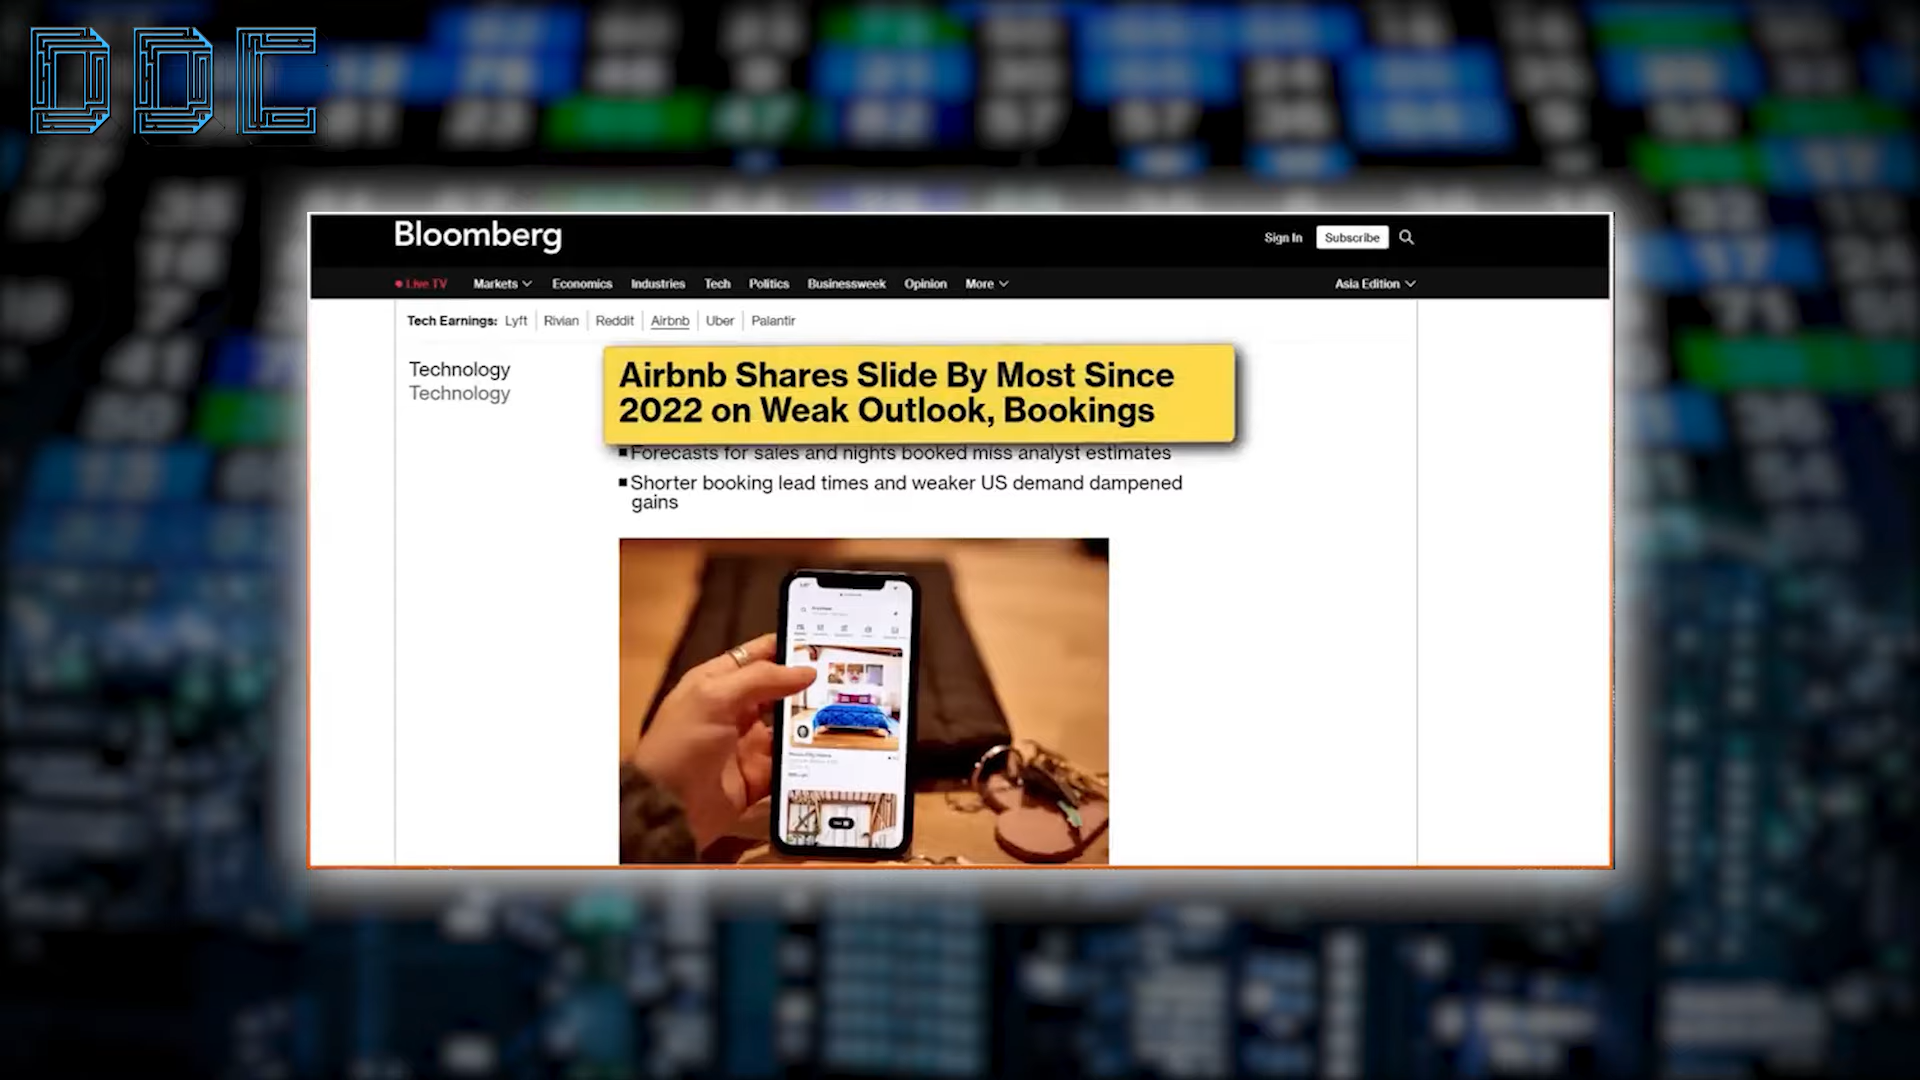 DDC
Bloomberg
Sign In
Subscribe
Live TV
Markets
Economics
Industries
Tech
Politics
Businessweek
Opinion
More
Asia Edition
Tech Earnings: Lyft Rivian Reddit Airbnb Uber Palantir
Technology
Technology
Airbnb Shares Slide By Most Since
2022 on Weak Outlook, Bookings
Forecasts for sales and nights booked miss analyst estimates
Shorter booking lead times and weaker US demand dampened
gains